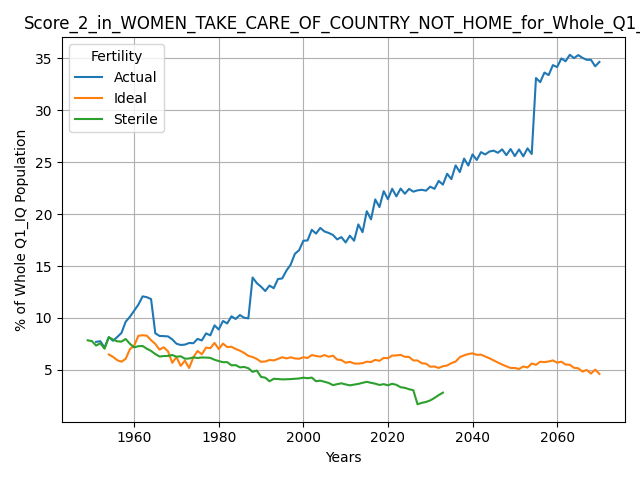 Score_2_in_WOMEN_TAKE_CARE_OF_COUNTRY_NOT_HOME_for_Whole_Q1_
Fertility
Actual
Ideal
Sterile
% of Whole Q1_IQ Population
35
30
25
20
15
10
5
1960
1980
2000
2020
2040
2060
Years